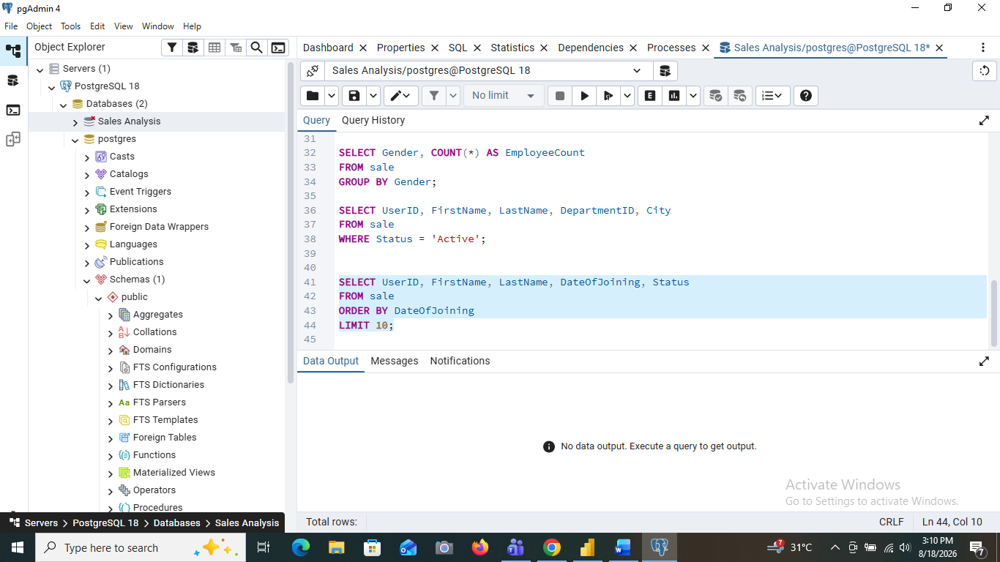 pgAdmin 4
File Object Tools Edit View Window Help
Object Explorer
Servers (1)
PostgreSQL 18
Databases (2)
Sales Analysis
postgres
Casts
Catalogs
Event Triggers
Extensions
Foreign Data Wrappers
Languages
Publications
Schemas (1)
public
Aggregates
Collations
Domains
FTS Configurations
FTS Dictionaries
Aa FTS Parsers
FTS Templates
Foreign Tables
Functions
Materialized Views
Operators
Procedures
Servers > PostgreSQL 18 > Databases > Sales Analysis
Dashboard Properties SQL Statistics Dependencies Processes Sales Analysis/postgres@PostgreSQL 18*
Sales Analysis/postgres@PostgreSQL 18
No limit E
Query Query History
31
32 SELECT Gender, COUNT(*) AS EmployeeCount
33 FROM sale
34 GROUP BY Gender;
35
36 SELECT UserID, FirstName, LastName, DepartmentID, City
37 FROM sale
38 WHERE Status = 'Active';
39
40
41 SELECT UserID, FirstName, LastName, DateOfJoining, Status
42 FROM sale
43 ORDER BY DateOfJoining
44 LIMIT 10;
45
Data Output Messages Notifications
No data output. Execute a query to get output.
Activate Windows
Go to Settings to activate Windows.
Total rows: CRLF Ln 44, Col 10
Type here to search 7 31°C 3:10 PM
8/18/2026 7